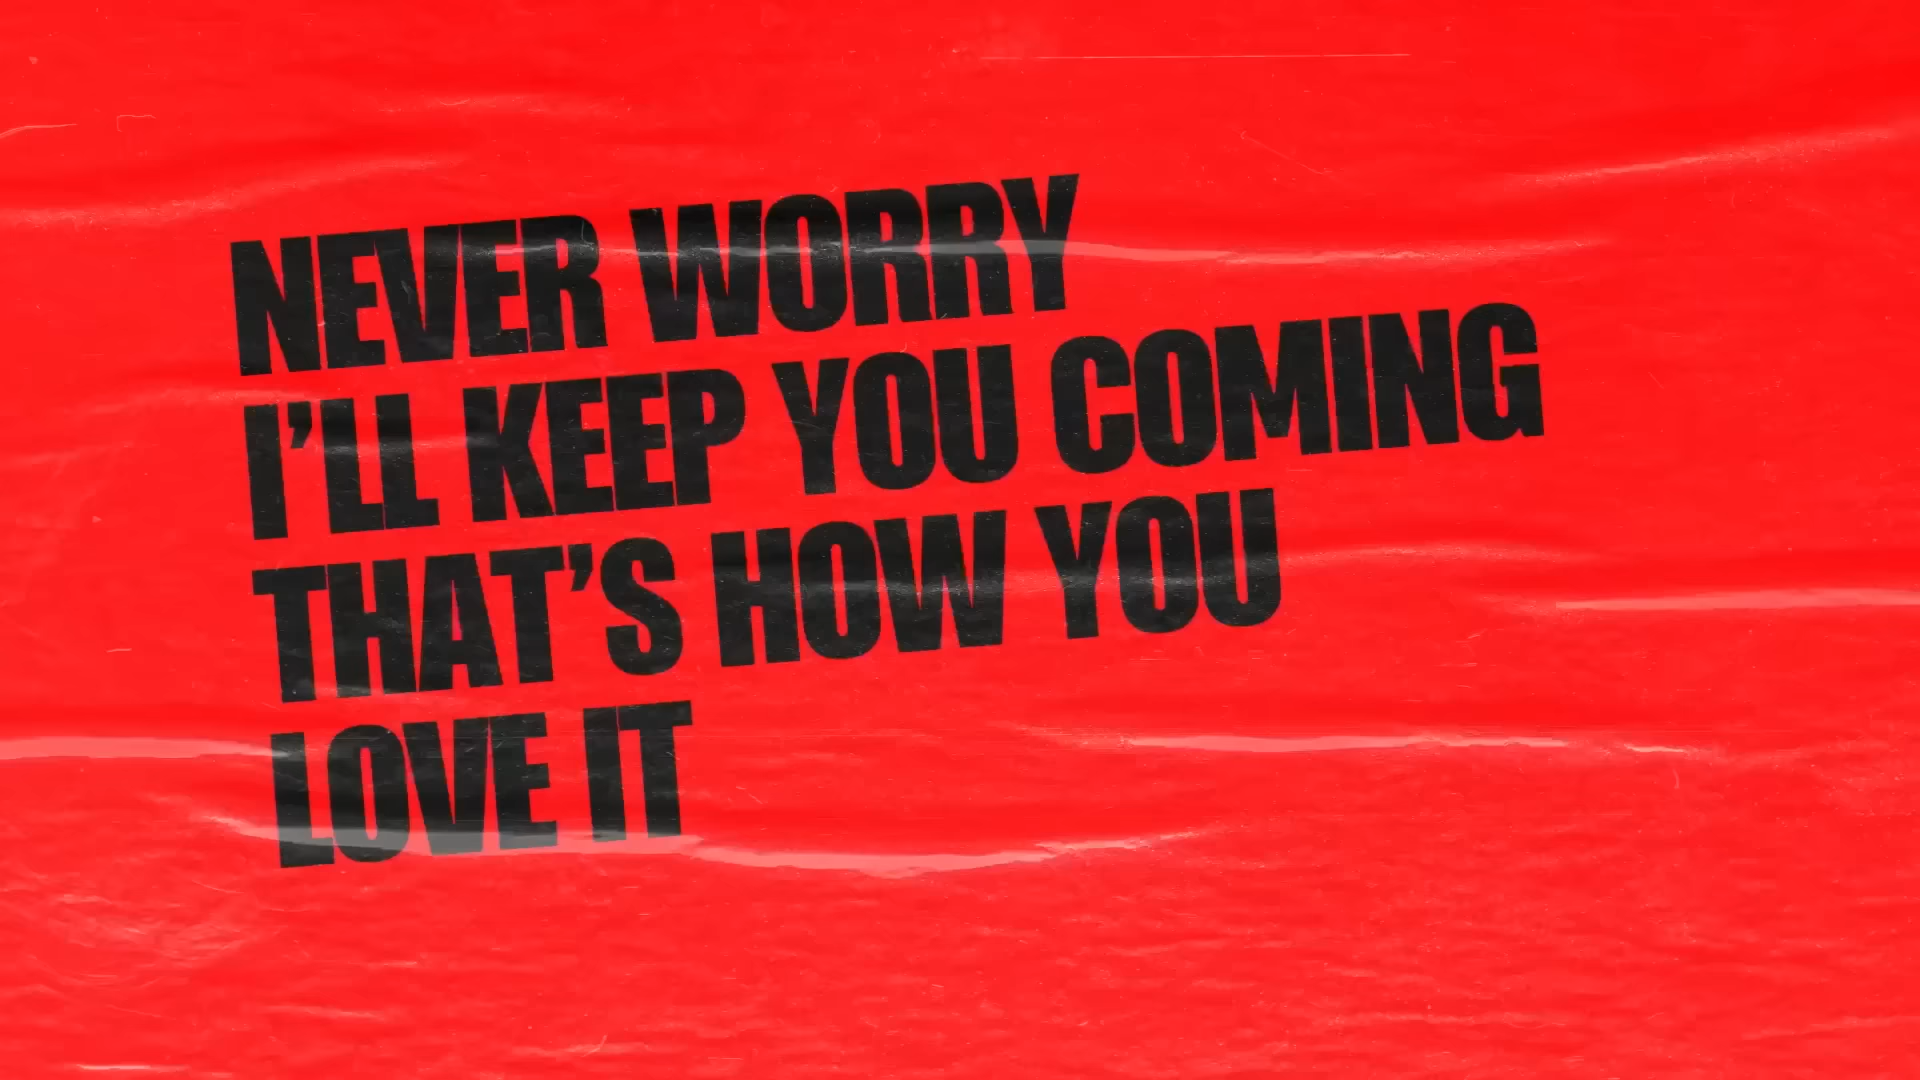 NEVER WORRY
I’LL KEEP YOU COMING
THAT’S HOW YOU
LOVE IT